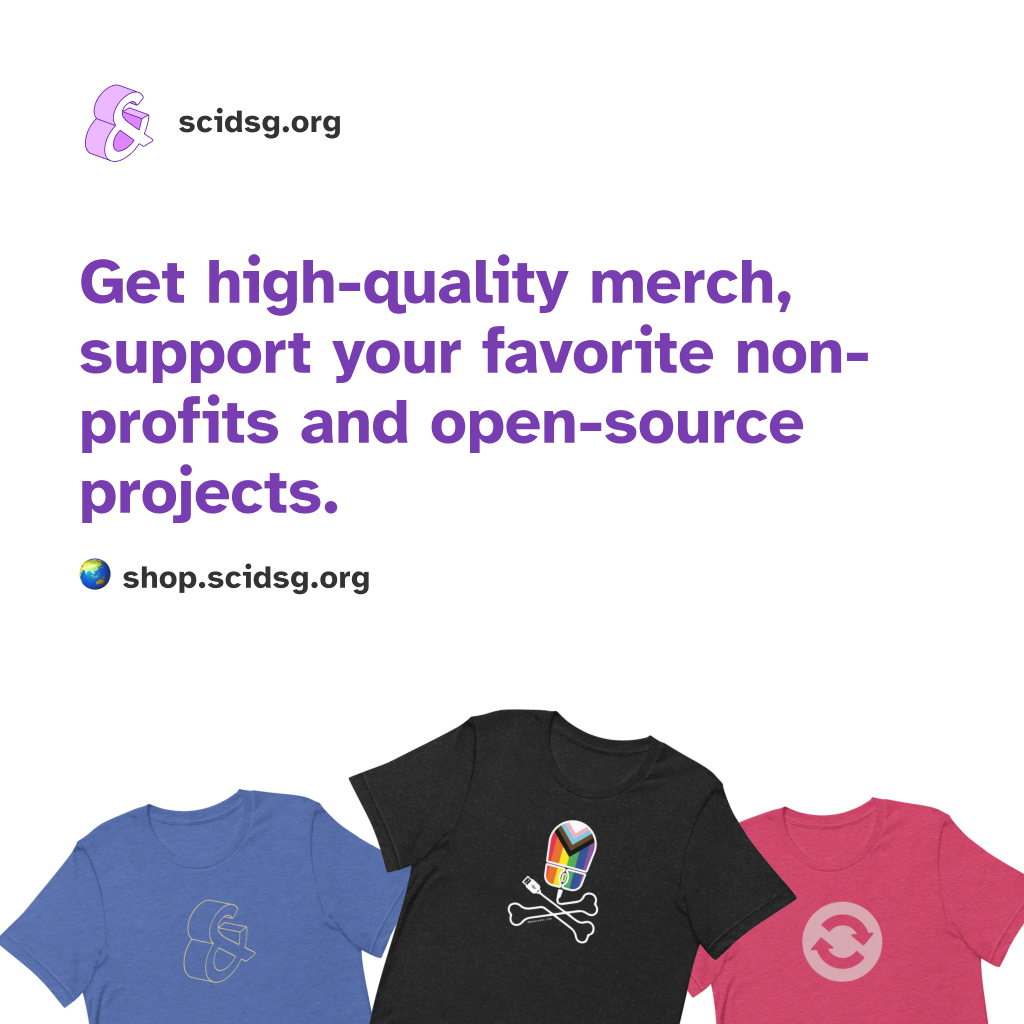 scidsg.org
Get high-quality merch,
support your favorite non-
profits and open-source
projects.
🌏 shop.scidsg.org
&
&